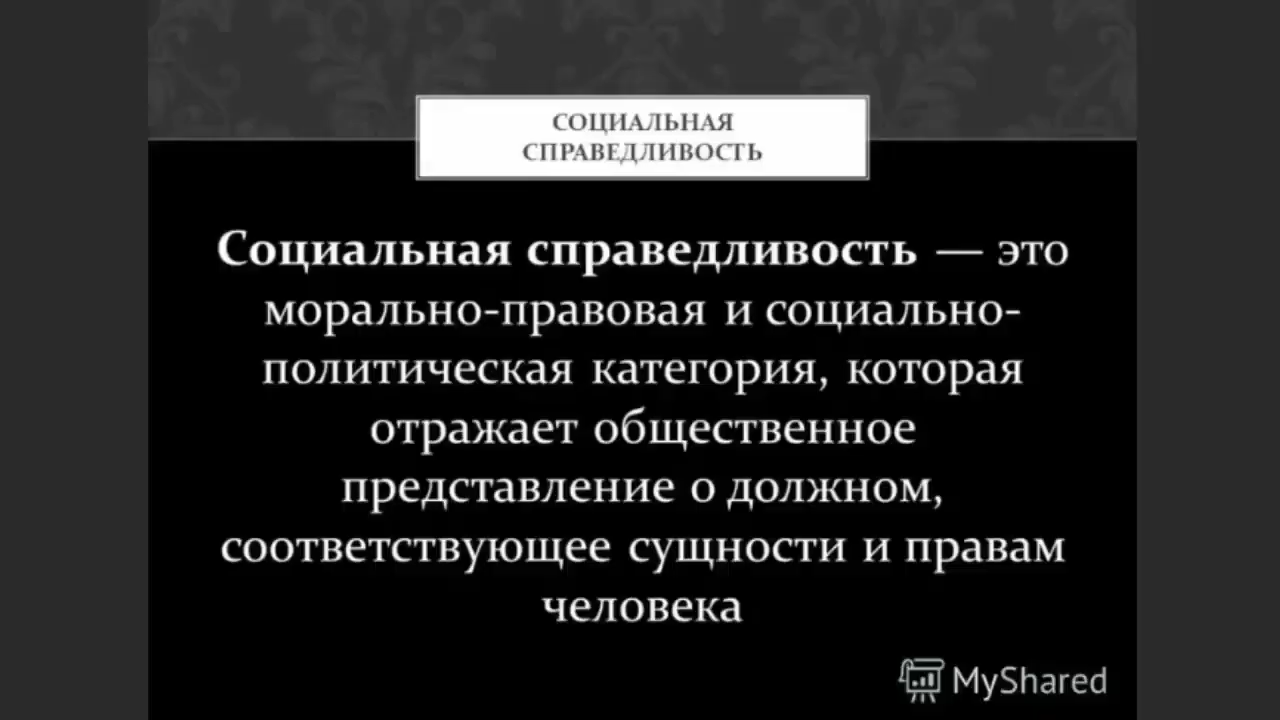 СОЦИАЛЬНАЯ
СПРАВЕДЛИВОСТЬ
Социальная справедливость — это
морально-правовая и социально-
политическая категория, которая
отражает общественное
представление о должном,
соответствующее сущности и правам
человека
MyShared